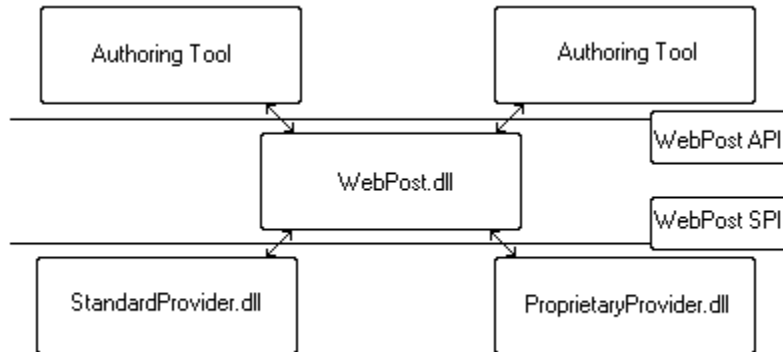 Authoring Tool
Authoring Tool
WebPost API
WebPost.dll
WebPost SPI
StandardProvider.dll
ProprietaryProvider.dll